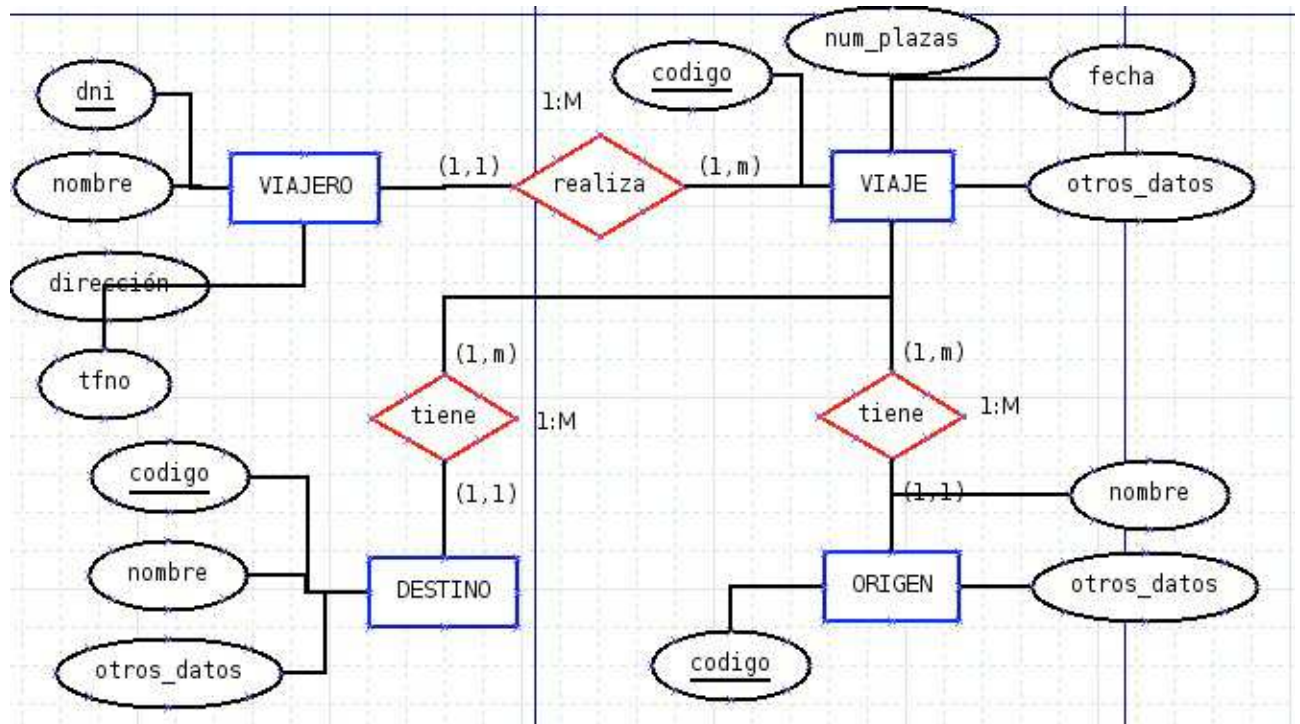 num_plazas
codigo
fecha
dni
1:M
(1,1)
(1,m)
nombre
VIAJERO
realiza
VIAJE
otros_datos
dirección
(1,m)
(1,m)
tfno
tiene
1:M
tiene
1:M
codigo
(1,1)
(1,1)
nombre
nombre
DESTINO
ORIGEN
otros_datos
otros_datos
codigo